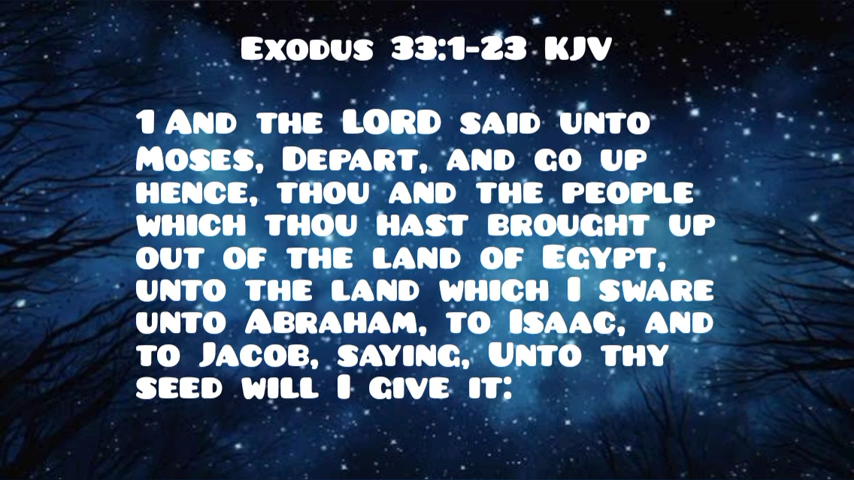 Exodus 33:1-23 KJV
1 And the LORD said unto
Moses, Depart, and go up
hence, thou and the people
which thou hast brought up
out of the land of Egypt,
unto the land which I sware
unto Abraham, to Isaac, and
to Jacob, saying, Unto thy
seed will I give it: